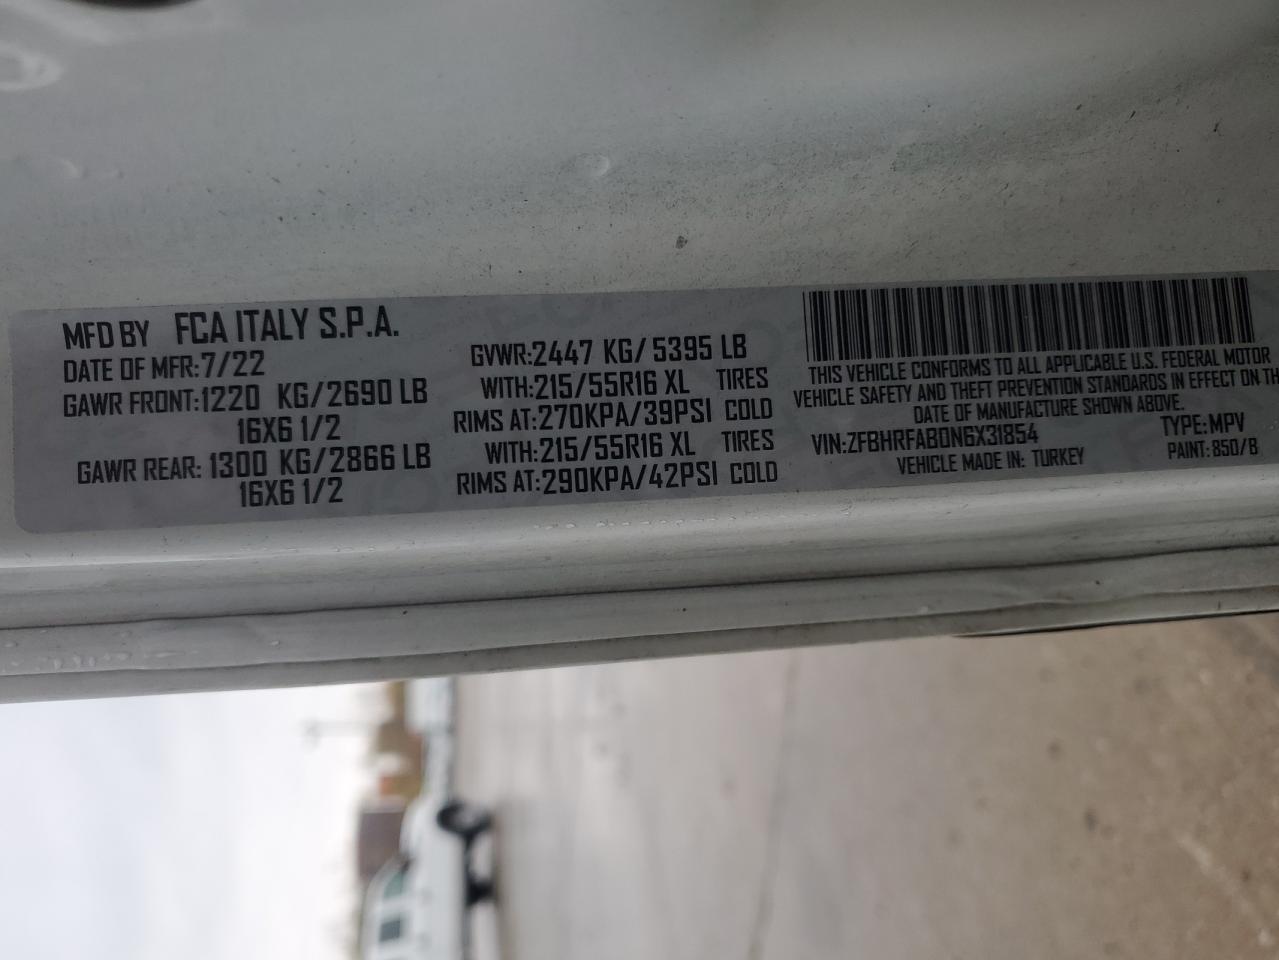 MFD BY FCA ITALY S.P.A.
DATE OF MFR:7/22
GAWR FRONT:1220 KG/2690 LB
16X6 1/2
GAWR REAR: 1300 KG/2866 LB
16X6 1/2
GVWR:2447 KG/ 5395 LB
WITH:215/55R16 XL TIRES
RIMS AT:270KPA/39PSI COLD
WITH:215/55R16 XL TIRES
RIMS AT:290KPA/42PSI COLD
THIS VEHICLE CONFORMS TO ALL APPLICABLE U.S. FEDERAL MOTOR
VEHICLE SAFETY AND THEFT PREVENTION STANDARDS IN EFFECT ON TH
DATE OF MANUFACTURE SHOWN ABOVE.
VIN:ZFBHRFAB0N6X31854 TYPE:MPV
VEHICLE MADE IN: TURKEY PAINT:850/B